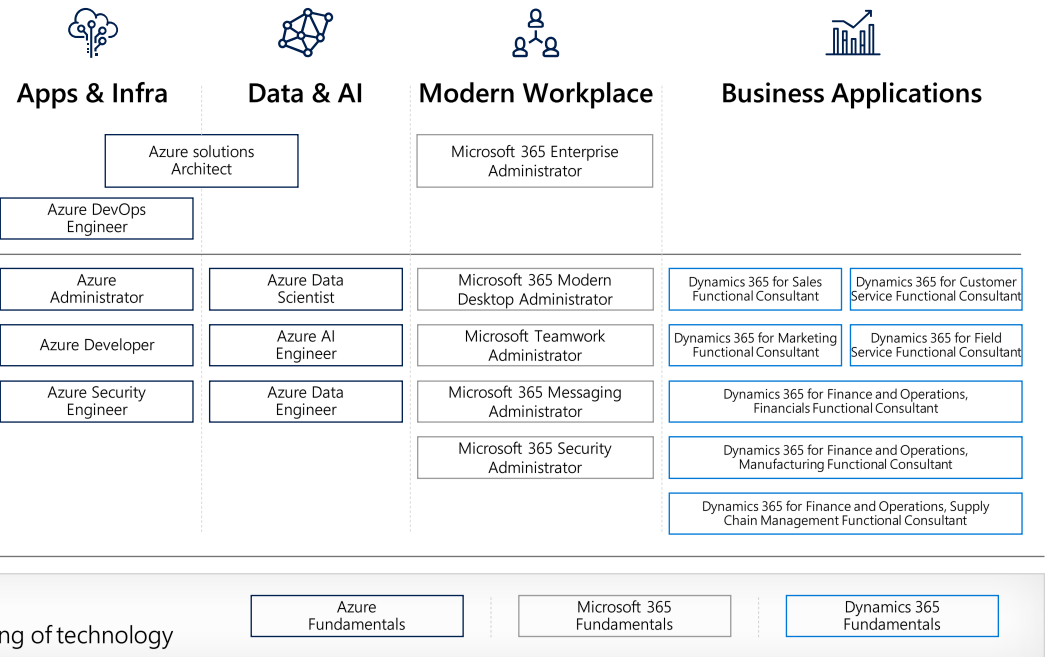 Apps & Infra
Data & AI
Modern Workplace
Business Applications
Azure solutions
Architect
Microsoft 365 Enterprise
Administrator
Azure DevOps
Engineer
Azure
Administrator
Azure Data
Scientist
Microsoft 365 Modern
Desktop Administrator
Dynamics 365 for Sales
Functional Consultant
Dynamics 365 for Customer
Service Functional Consultant
Azure Developer
Azure AI
Engineer
Microsoft Teamwork
Administrator
Dynamics 365 for Marketing
Functional Consultant
Dynamics 365 for Field
Service Functional Consultant
Azure Security
Engineer
Azure Data
Engineer
Microsoft 365 Messaging
Administrator
Dynamics 365 for Finance and Operations,
Financials Functional Consultant
Microsoft 365 Security
Administrator
Dynamics 365 for Finance and Operations,
Manufacturing Functional Consultant
Dynamics 365 for Finance and Operations, Supply
Chain Management Functional Consultant
ng of technology
Azure
Fundamentals
Microsoft 365
Fundamentals
Dynamics 365
Fundamentals